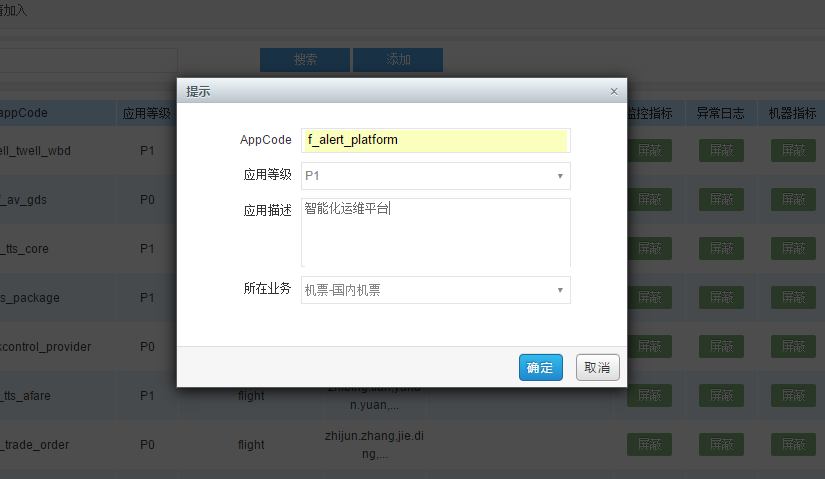 请加入
搜索 添加
提示 ×
AppCode f_alert_platform
应用等级 P1
应用描述 智能化运维平台
所在业务 机票-国内机票
确定 取消
appCode 应用等级 监控指标 异常日志 机器指标
ell_twell_wbd P1 屏蔽 屏蔽 屏蔽
f_av_gds P0 屏蔽 屏蔽 屏蔽
_tts_core P1 屏蔽 屏蔽 屏蔽
s_package P1 屏蔽 屏蔽 屏蔽
kcontrol_provider P0 屏蔽 屏蔽 屏蔽
_tts_afare P1 flight 屏蔽 屏蔽 屏蔽
n.yuan,...
_trade_order P0 flight zhijun.zhang,jie.di 屏蔽 屏蔽 屏蔽
ng,...